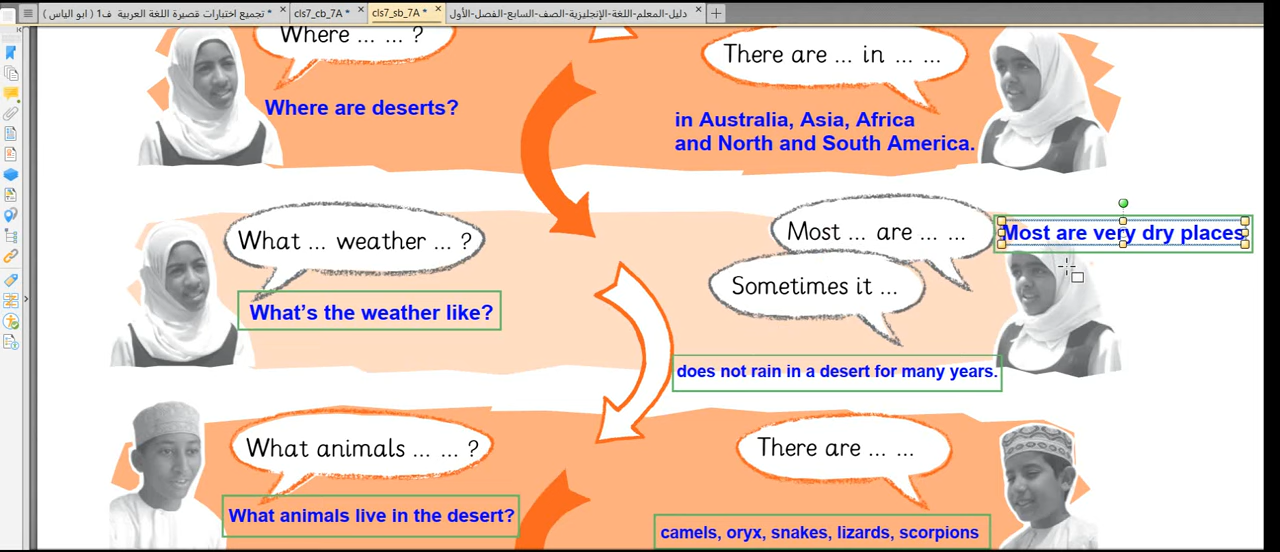 تجميع اختبارات قصيرة اللغة العربية ف1 ( ابو الياس ) *
cls7_cb_7A *
cls7_sb_7A *
دليل-المعلم-اللغة-الإنجليزية-الصف-السابع-الفصل-الأول
Where ... ... ?
There are ... in ... ...
Where are deserts?
in Australia, Asia, Africa
and North and South America.
What ... weather ... ?
Most ... are ... ...
Most are very dry places
Sometimes it ...
What's the weather like?
does not rain in a desert for many years.
What animals ... ... ?
There are ... ...
What animals live in the desert?
camels, oryx, snakes, lizards, scorpions